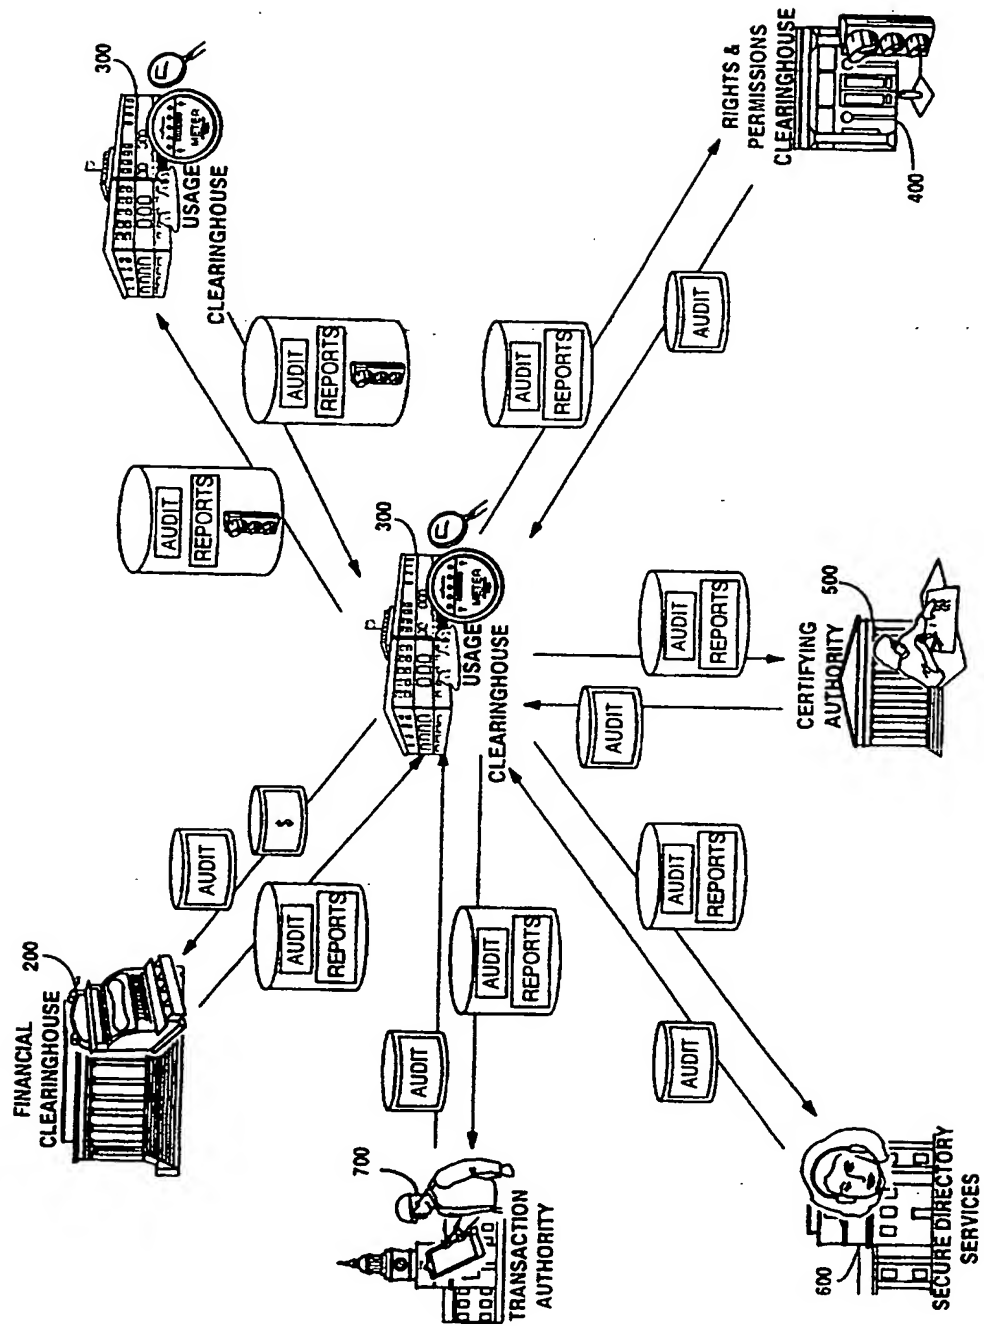 FINANCIAL
CLEARINGHOUSE
200
AUDIT
$
AUDIT
REPORTS
AUDIT
REPORTS
AUDIT
REPORTS
300
METER
USAGE
CLEARINGHOUSE
TRANSACTION
AUTHORITY
700
AUDIT
AUDIT
REPORTS
300
METER
USAGE
CLEARINGHOUSE
AUDIT
REPORTS
AUDIT
RIGHTS &
PERMISSIONS
CLEARINGHOUSE
400
AUDIT
AUDIT
REPORTS
AUDIT
AUDIT
REPORTS
CERTIFYING
AUTHORITY
500
600
SECURE DIRECTORY
SERVICES